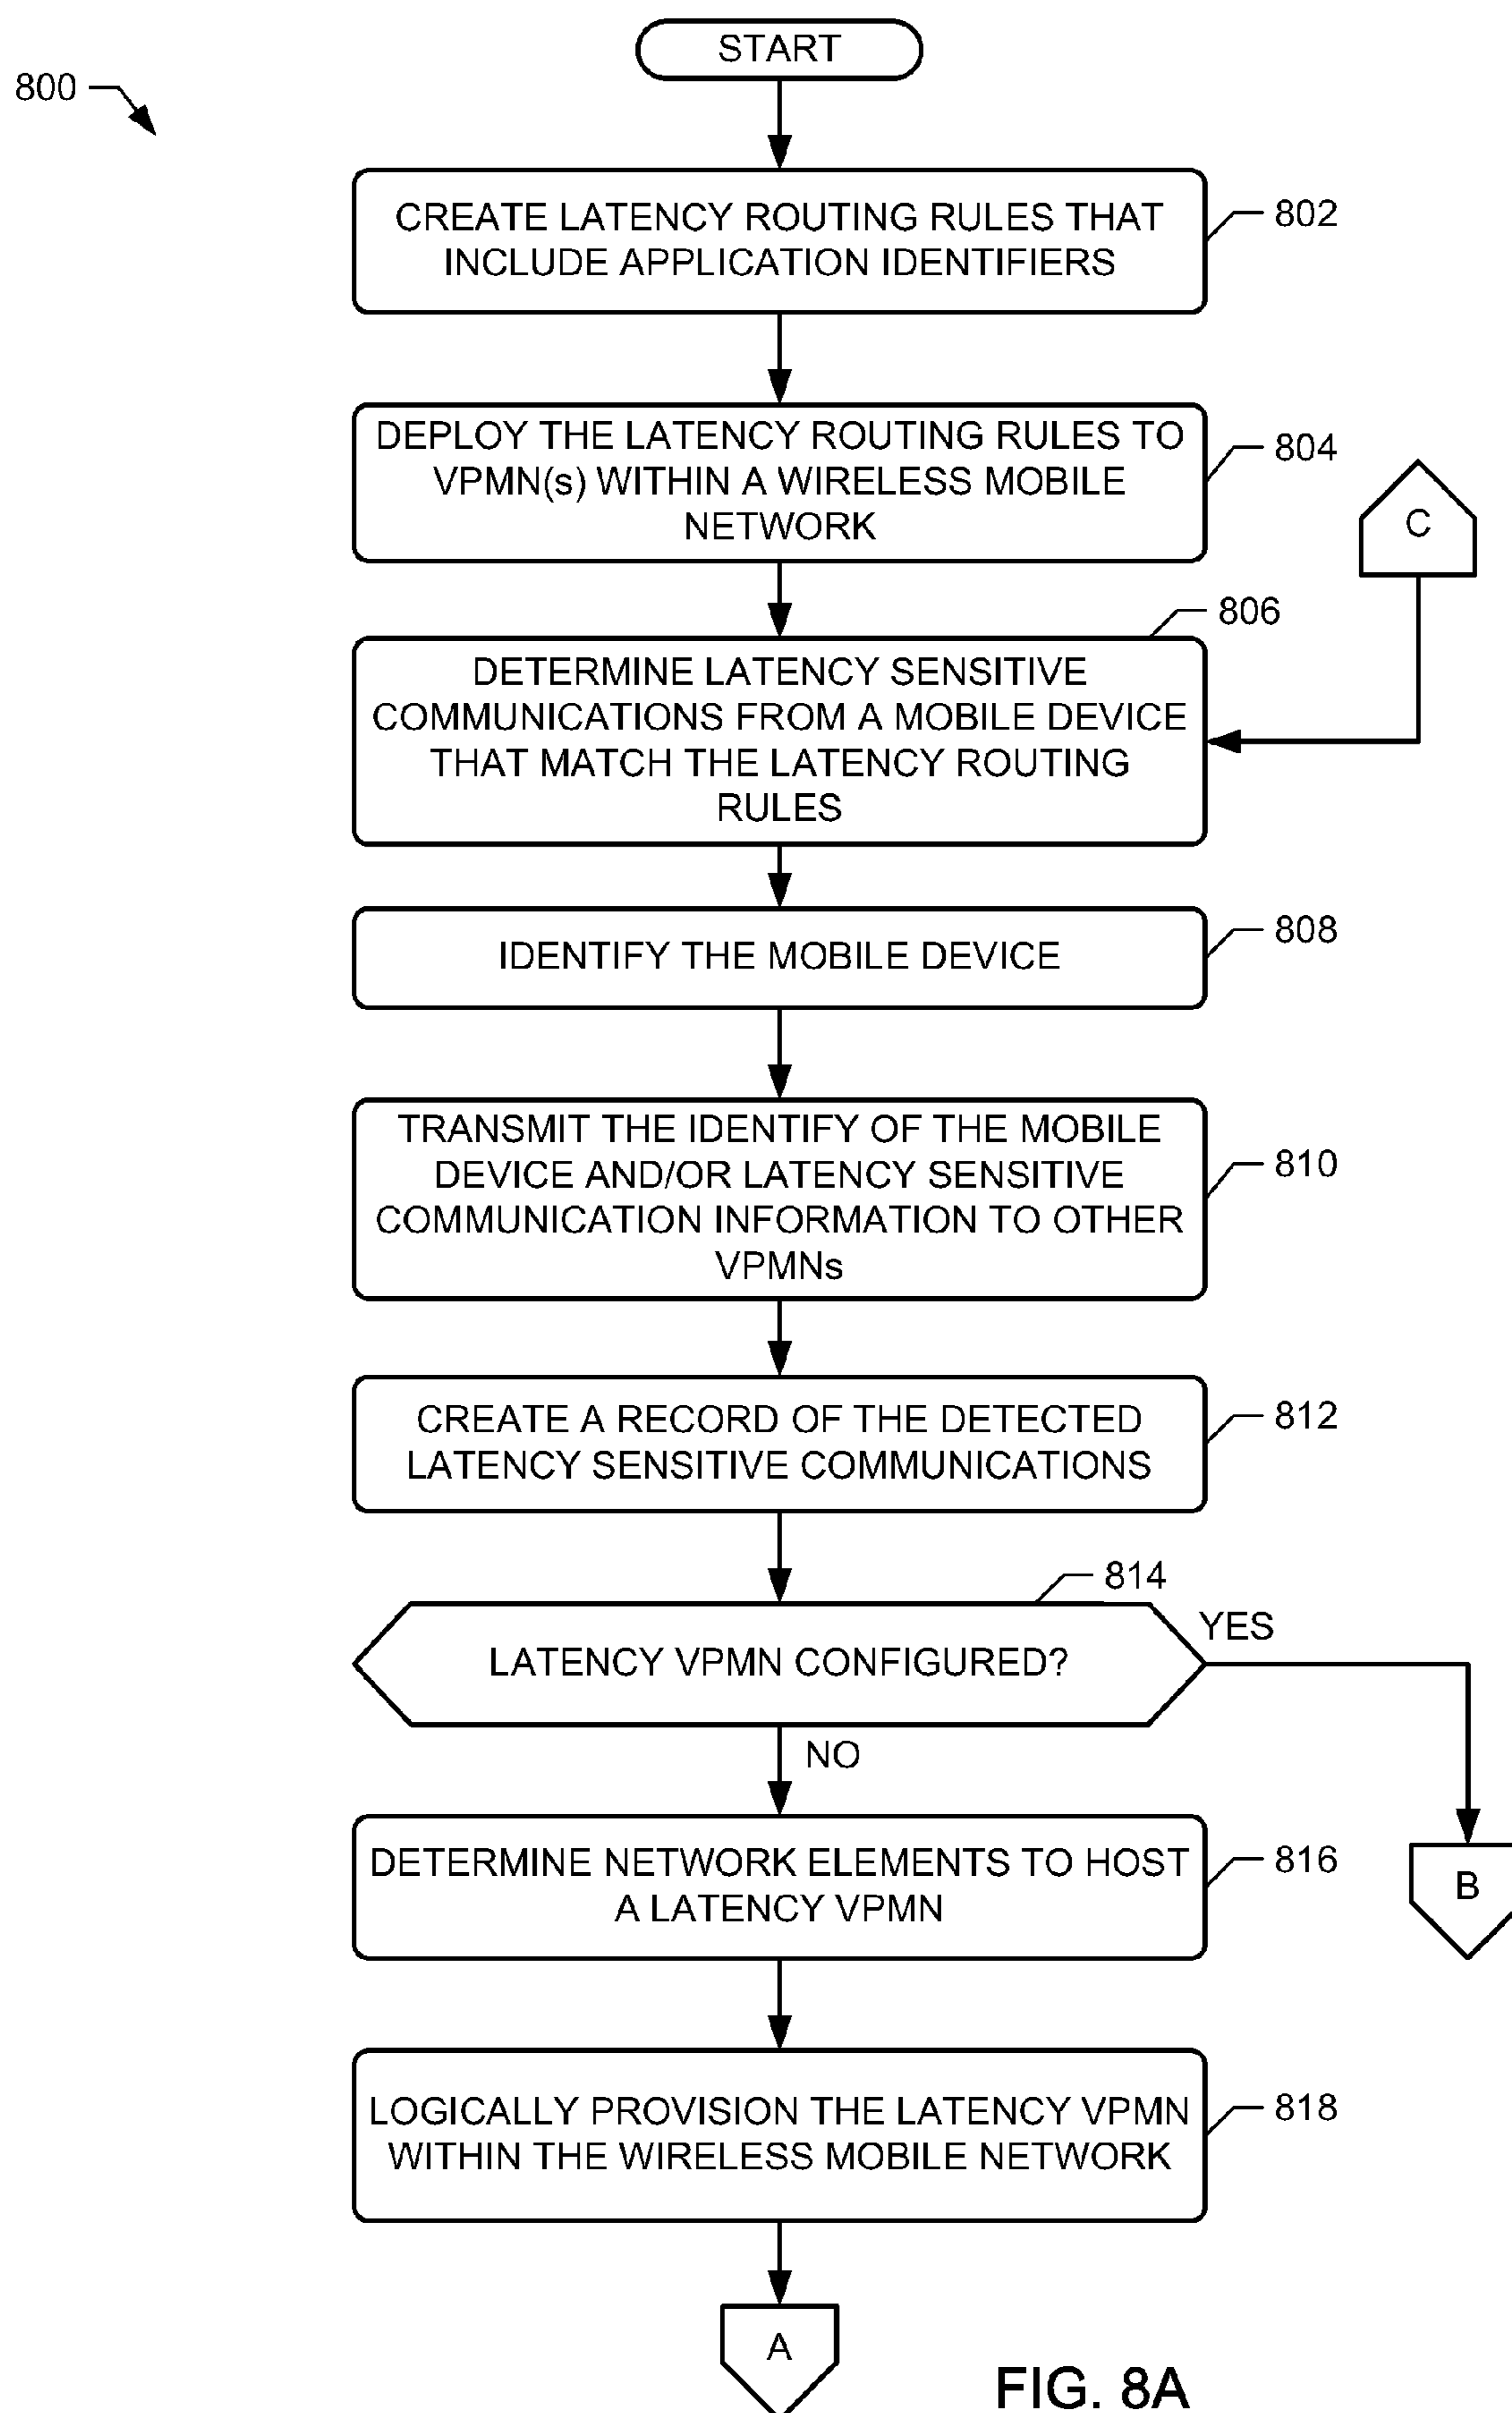 START
800
CREATE LATENCY ROUTING RULES THAT
INCLUDE APPLICATION IDENTIFIERS
802
DEPLOY THE LATENCY ROUTING RULES TO
VPMN(s) WITHIN A WIRELESS MOBILE
NETWORK
804
C
806
DETERMINE LATENCY SENSITIVE
COMMUNICATIONS FROM A MOBILE DEVICE
THAT MATCH THE LATENCY ROUTING
RULES
IDENTIFY THE MOBILE DEVICE
808
TRANSMIT THE IDENTIFY OF THE MOBILE
DEVICE AND/OR LATENCY SENSITIVE
COMMUNICATION INFORMATION TO OTHER
VPMNs
810
CREATE A RECORD OF THE DETECTED
LATENCY SENSITIVE COMMUNICATIONS
812
814
LATENCY VPMN CONFIGURED?
YES
NO
DETERMINE NETWORK ELEMENTS TO HOST
A LATENCY VPMN
816
B
LOGICALLY PROVISION THE LATENCY VPMN
WITHIN THE WIRELESS MOBILE NETWORK
818
A
FIG. 8A